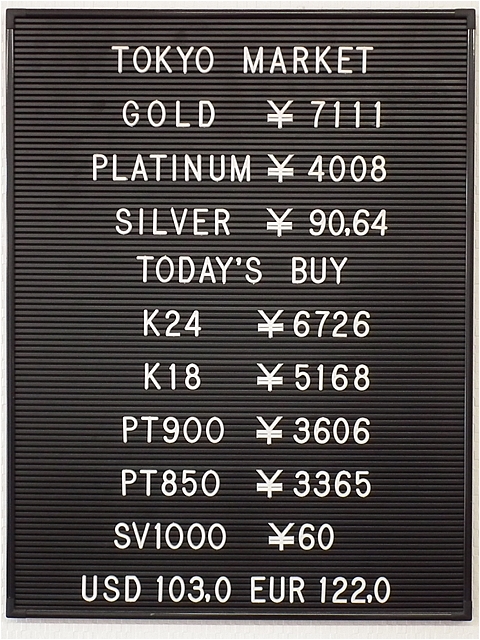 TOKYO MARKET
GOLD ¥ 7111
PLATINUM ¥ 4008
SILVER ¥ 90.64
TODAY'S BUY
K24 ¥6726
K18 ¥5168
PT900 ¥3606
PT850 ¥3365
SV1000 ¥60
USD 103.0 EUR 122.0